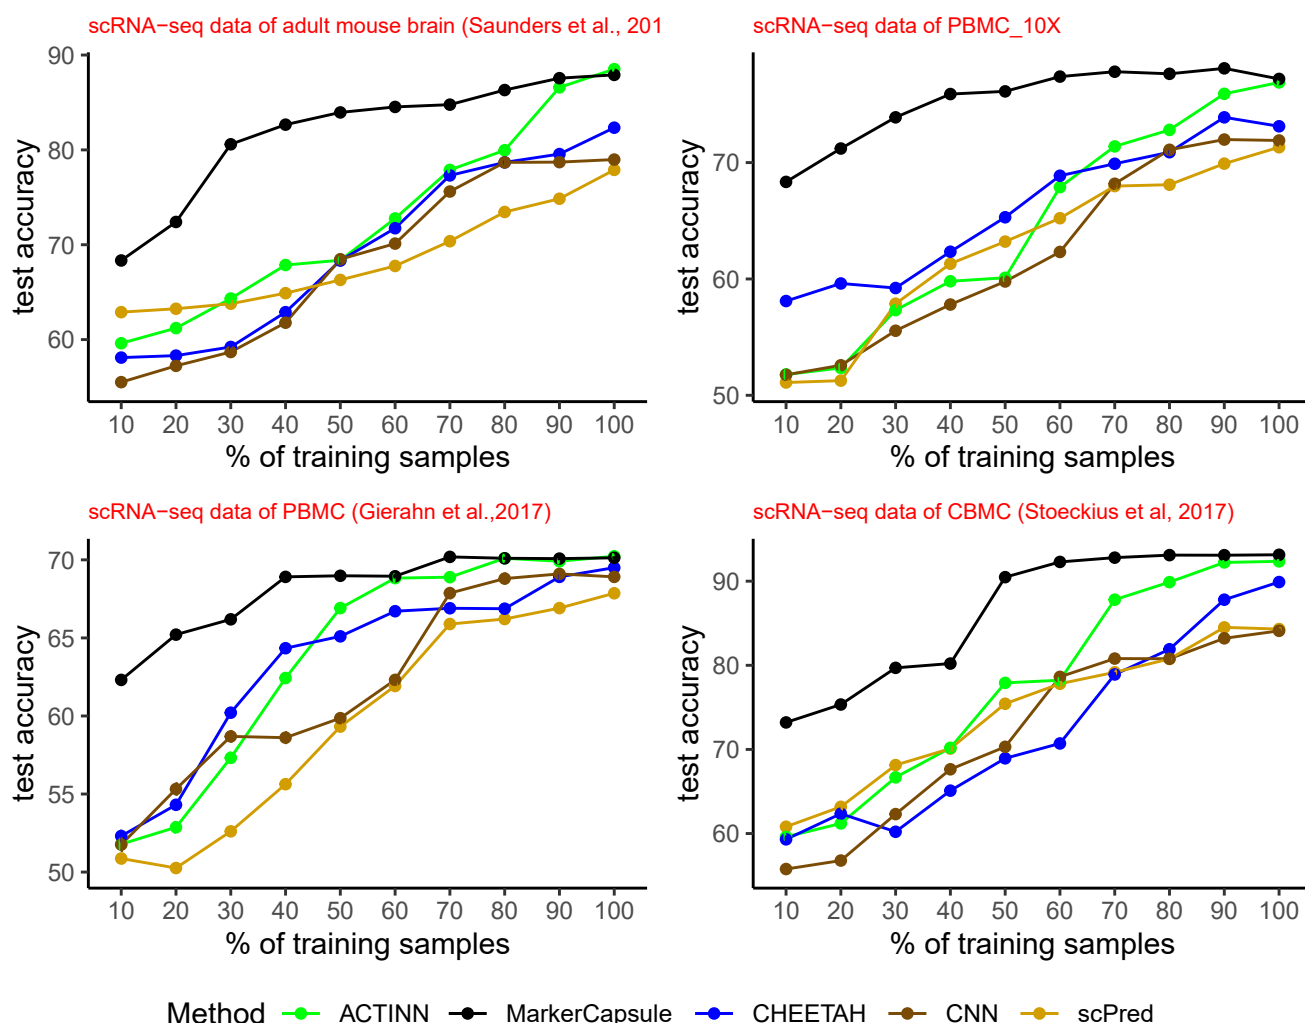 scRNA−seq data of adult mouse brain (Saunders et al., 201
90
80
70
60
test accuracy
10 20 30 40 50 60 70 80 90 100
% of training samples
scRNA−seq data of PBMC_10X
70
60
50
test accuracy
10 20 30 40 50 60 70 80 90 100
% of training samples
scRNA−seq data of PBMC (Gierahn et al.,2017)
70
65
60
55
50
test accuracy
10 20 30 40 50 60 70 80 90 100
% of training samples
scRNA−seq data of CBMC (Stoeckius et al, 2017)
90
80
70
60
test accuracy
10 20 30 40 50 60 70 80 90 100
% of training samples
Method ACTINN MarkerCapsule CHEETAH CNN scPred